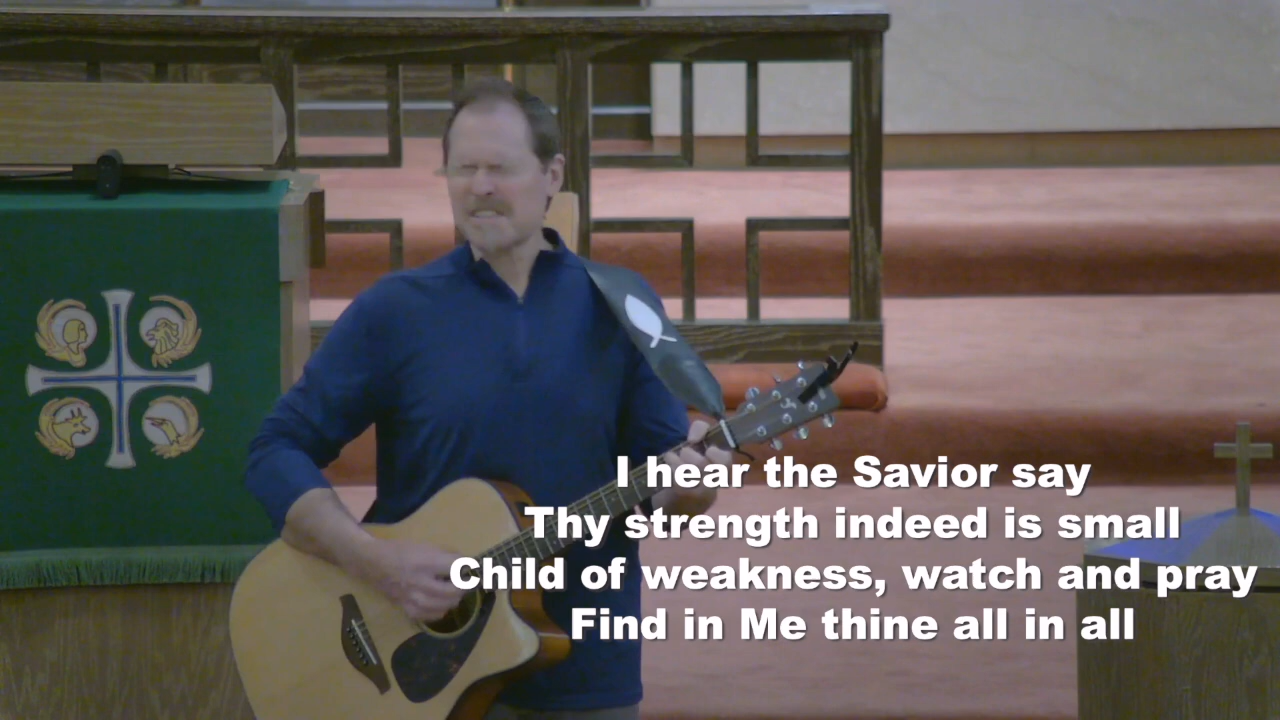 I hear the Savior say
Thy strength indeed is small
Child of weakness, watch and pray
Find in Me thine all in all